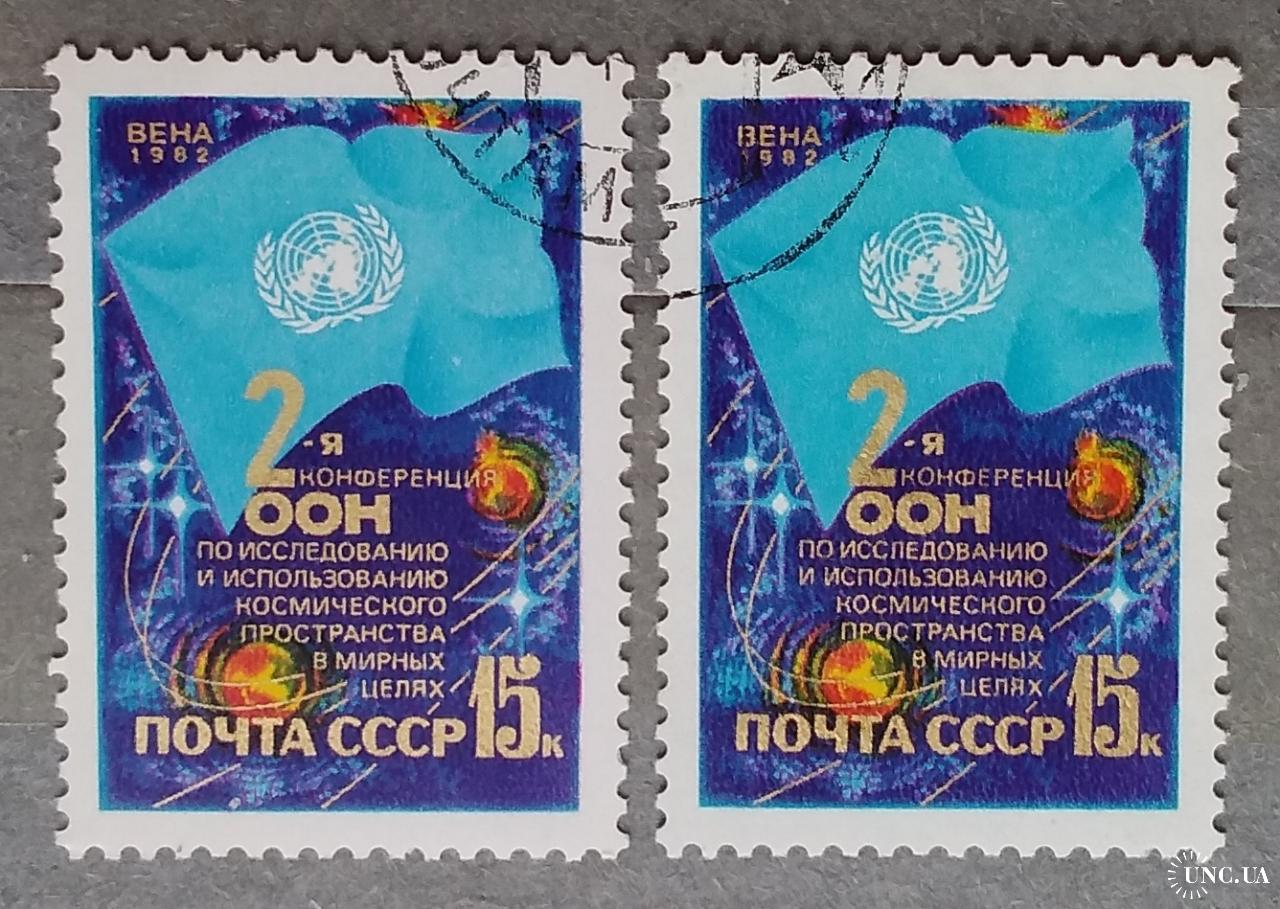 ВЕНА
1982
2-я
КОНФЕРЕНЦИЯ
ООН
ПО ИССЛЕДОВАНИЮ
И ИСПОЛЬЗОВАНИЮ
КОСМИЧЕСКОГО
ПРОСТРАНСТВА
В МИРНЫХ
ЦЕЛЯХ
ПОЧТА СССР 15к
ВЕНА
1982
2-я
КОНФЕРЕНЦИЯ
ООН
ПО ИССЛЕДОВАНИЮ
И ИСПОЛЬЗОВАНИЮ
КОСМИЧЕСКОГО
ПРОСТРАНСТВА
В МИРНЫХ
ЦЕЛЯХ
ПОЧТА СССР 15к
UNC.UA